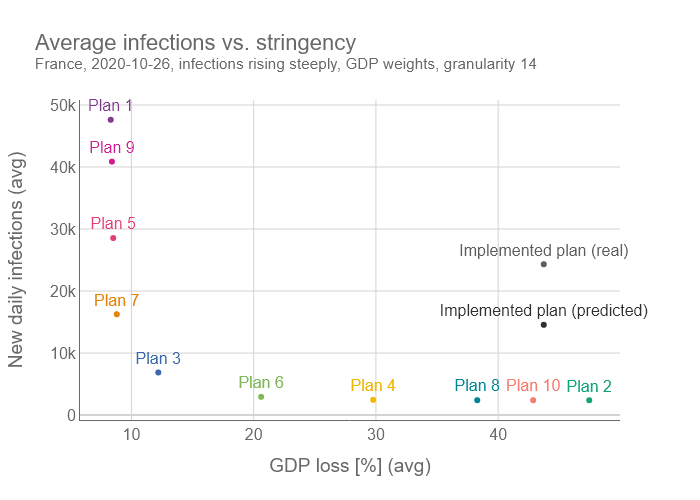 Average infections vs. stringency
France, 2020-10-26, infections rising steeply, GDP weights, granularity 14
50k
Plan 1
Plan 9
40k
Plan 5
30k
Implemented plan (real)
20k
Plan 7
Implemented plan (predicted)
10k
Plan 3
Plan 6
Plan 4
Plan 8
Plan 10
Plan 2
0
10
20
30
40
New daily infections (avg)
GDP loss [%] (avg)